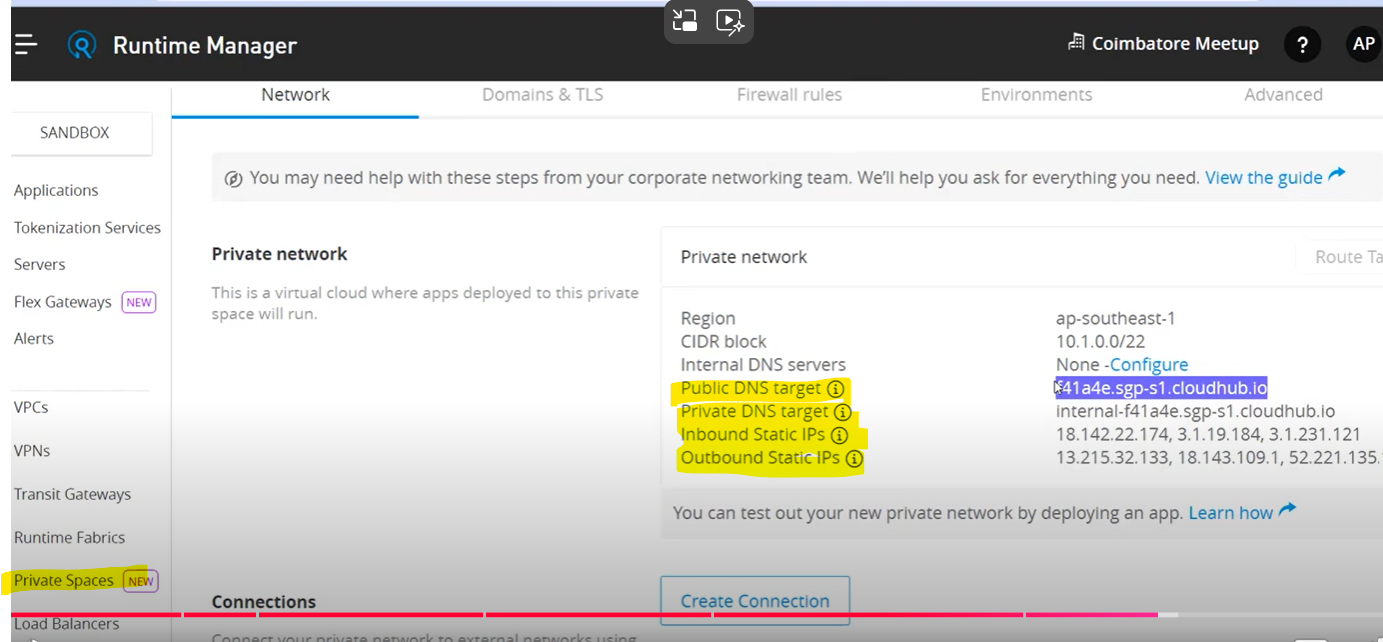 Runtime Manager
Coimbatore Meetup
?
AP
Network
Domains & TLS
Firewall rules
Environments
Advanced
SANDBOX
Applications
Tokenization Services
Servers
Flex Gateways NEW
Alerts
VPCs
VPNs
Transit Gateways
Runtime Fabrics
Private Spaces NEW
Load Balancers
You may need help with these steps from your corporate networking team. We'll help you ask for everything you need. View the guide
Private network
This is a virtual cloud where apps deployed to this private
space will run.
Private network
Route Ta
Region ap-southeast-1
CIDR block 10.1.0.0/22
Internal DNS servers None -Configure
Public DNS target f41a4e.sgp-s1.cloudhub.io
Private DNS target internal-f41a4e.sgp-s1.cloudhub.io
Inbound Static IPs 18.142.22.174, 3.1.19.184, 3.1.231.121
Outbound Static IPs 13.215.32.133, 18.143.109.1, 52.221.135.
You can test out your new private network by deploying an app. Learn how
Connections
Create Connection
Connect your private network to external networks using